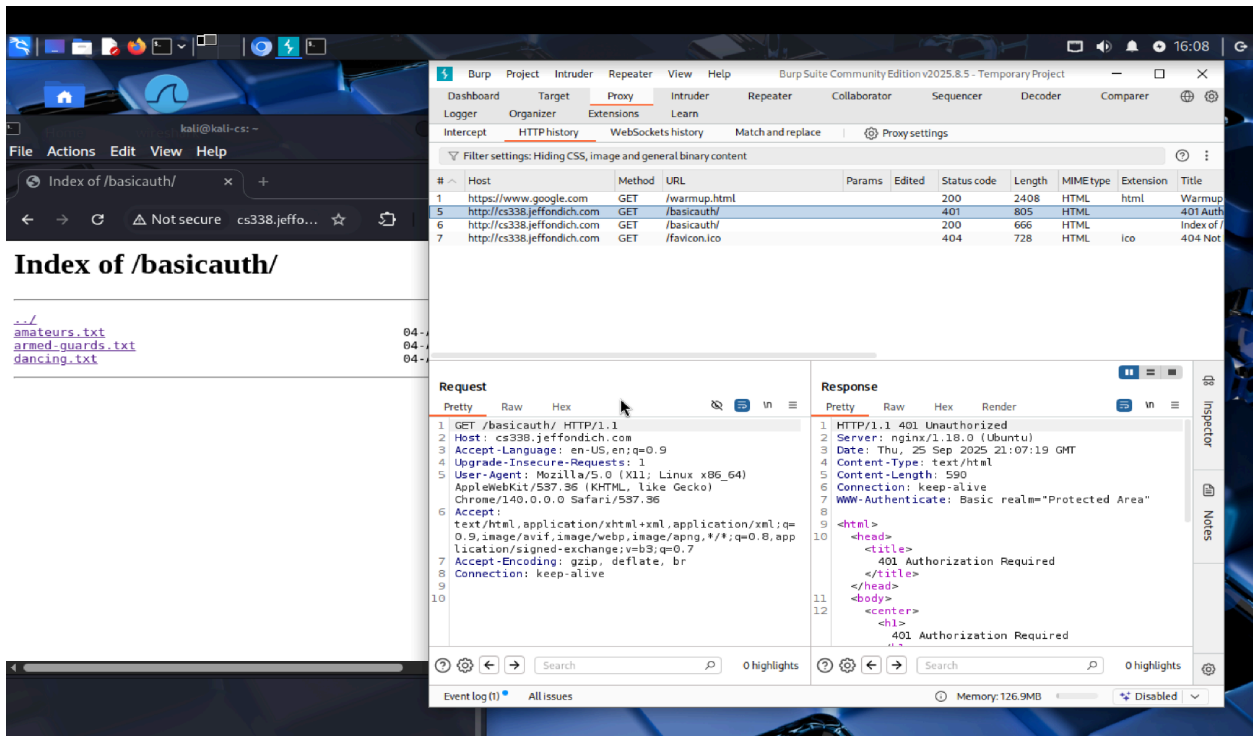 16:08
kali@kali-cs: ~
File Actions Edit View Help
Index of /basicauth/ × +
Not secure cs338.jeffo...
Index of /basicauth/
../
amateurs.txt 04-
armed-guards.txt 04-
dancing.txt 04-
Burp Project Intruder Repeater View Help Burp Suite Community Edition v2025.8.5 - Temporary Project
Dashboard Target Proxy Intruder Repeater Collaborator Sequencer Decoder Comparer
Logger Organizer Extensions Learn
Intercept HTTP history WebSockets history Match and replace Proxy settings
Filter settings: Hiding CSS, image and general binary content
# Host Method URL Params Edited Status code Length MIME type Extension Title
1 https://www.google.com GET /warmup.html 200 2408 HTML html Warmup
5 http://cs338.jeffondich.com GET /basicauth/ 401 805 HTML 401 Auth
6 http://cs338.jeffondich.com GET /basicauth/ 200 666 HTML Index of /
7 http://cs338.jeffondich.com GET /favicon.ico 404 728 HTML ico 404 Not
Request
Pretty Raw Hex \n
1 GET /basicauth/ HTTP/1.1
2 Host: cs338.jeffondich.com
3 Accept-Language: en-US,en;q=0.9
4 Upgrade-Insecure-Requests: 1
5 User-Agent: Mozilla/5.0 (X11; Linux x86_64)
AppleWebKit/537.36 (KHTML, like Gecko)
Chrome/140.0.0.0 Safari/537.36
6 Accept:
text/html,application/xhtml+xml,application/xml;q=
0.9,image/avif,image/webp,image/apng,*/*;q=0.8,app
lication/signed-exchange;v=b3;q=0.7
7 Accept-Encoding: gzip, deflate, br
8 Connection: keep-alive
9
10
Search 0 highlights
Response
Pretty Raw Hex Render \n
1 HTTP/1.1 401 Unauthorized
2 Server: nginx/1.18.0 (Ubuntu)
3 Date: Thu, 25 Sep 2025 21:07:19 GMT
4 Content-Type: text/html
5 Content-Length: 590
6 Connection: keep-alive
7 WWW-Authenticate: Basic realm="Protected Area"
8
9 <html>
10 <head>
<title>
401 Authorization Required
</title>
</head>
11 <body>
12 <center>
<h1>
401 Authorization Required
Search 0 highlights
Inspector
Notes
Event log (1) All issues Memory: 126.9MB Disabled